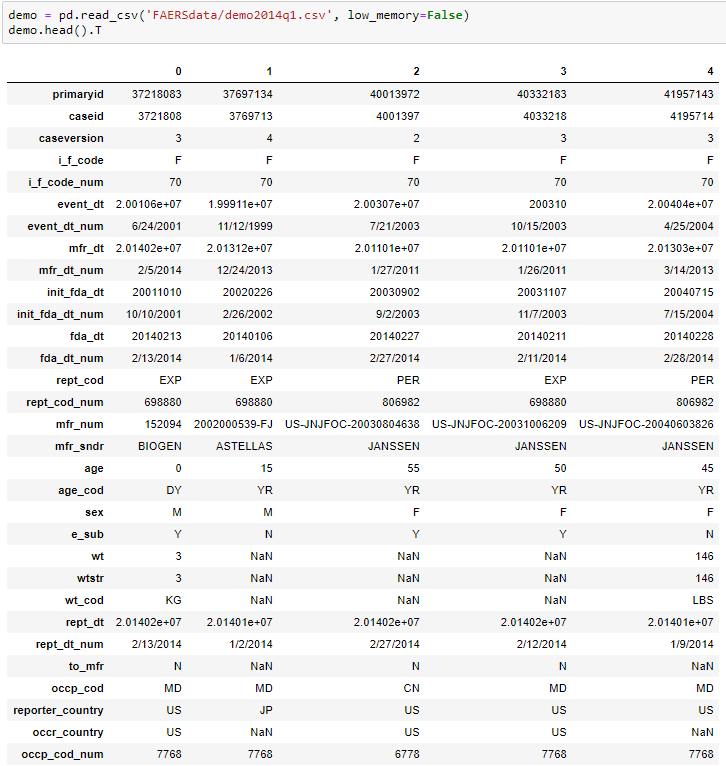 demo = pd.read_csv('FAERSdata/demo2014q1.csv', low_memory=False)
demo.head().T
0 1 2 3 4
primaryid 37218083 37697134 40013972 40332183 41957143
caseid 3721808 3769713 4001397 4033218 4195714
caseversion 3 4 2 3 3
i_f_code F F F F F
i_f_code_num 70 70 70 70 70
event_dt 2.00106e+07 1.99911e+07 2.00307e+07 200310 2.00404e+07
event_dt_num 6/24/2001 11/12/1999 7/21/2003 10/15/2003 4/25/2004
mfr_dt 2.01402e+07 2.01312e+07 2.01101e+07 2.01101e+07 2.01303e+07
mfr_dt_num 2/5/2014 12/24/2013 1/27/2011 1/26/2011 3/14/2013
init_fda_dt 20011010 20020226 20030902 20031107 20040715
init_fda_dt_num 10/10/2001 2/26/2002 9/2/2003 11/7/2003 7/15/2004
fda_dt 20140213 20140106 20140227 20140211 20140228
fda_dt_num 2/13/2014 1/6/2014 2/27/2014 2/11/2014 2/28/2014
rept_cod EXP EXP PER EXP PER
rept_cod_num 698880 698880 806982 698880 806982
mfr_num 152094 2002000539-FJ US-JNJFOC-20030804638 US-JNJFOC-20031006209 US-JNJFOC-20040603826
mfr_sndr BIOGEN ASTELLAS JANSSEN JANSSEN JANSSEN
age 0 15 55 50 45
age_cod DY YR YR YR YR
sex M M F F F
e_sub Y N Y Y N
wt 3 NaN NaN NaN 146
wtstr 3 NaN NaN NaN 146
wt_cod KG NaN NaN NaN LBS
rept_dt 2.01402e+07 2.01401e+07 2.01402e+07 2.01402e+07 2.01401e+07
rept_dt_num 2/13/2014 1/2/2014 2/27/2014 2/12/2014 1/9/2014
to_mfr N NaN N N NaN
occp_cod MD MD CN MD MD
reporter_country US JP US US US
occr_country US NaN US US NaN
occp_cod_num 7768 7768 6778 7768 7768